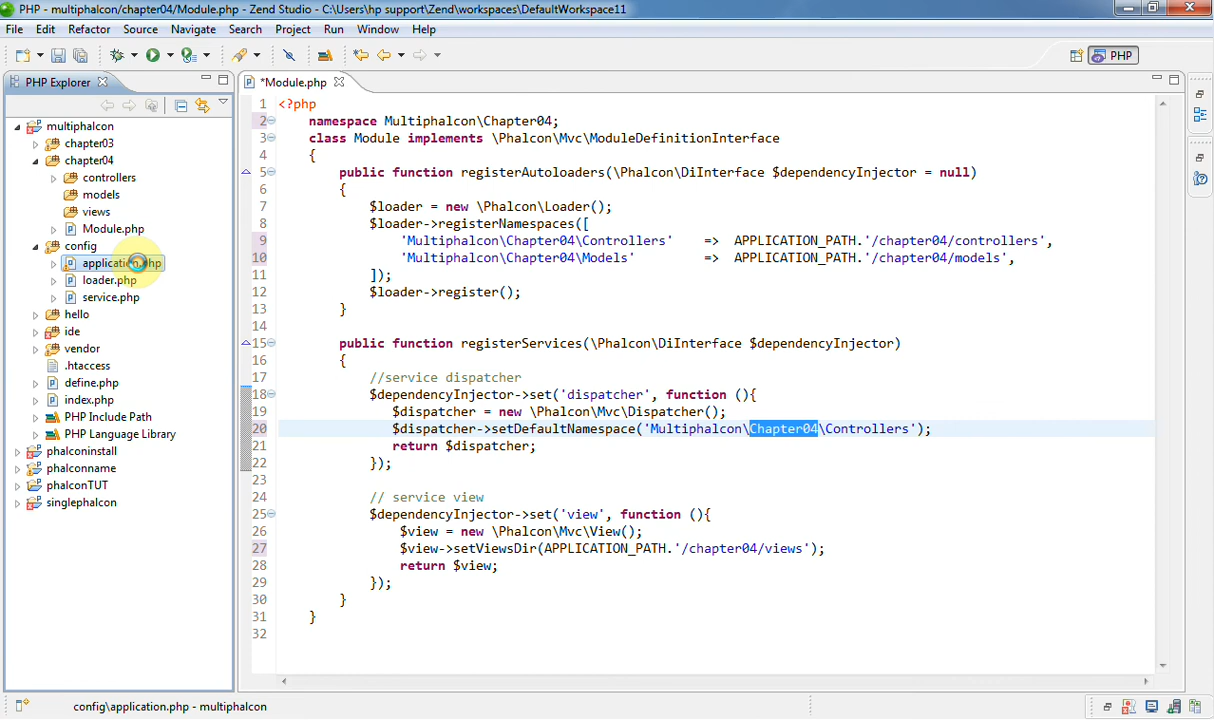 PHP - multiphalcon/chapter04/Module.php - Zend Studio - C:\Users\hp support\Zend\workspaces\DefaultWorkspace11
File Edit Refactor Source Navigate Search Project Run Window Help
PHP
PHP Explorer
*Module.php
multiphalcon
chapter03
chapter04
controllers
models
views
Module.php
config
application.php
loader.php
service.php
hello
ide
vendor
.htaccess
define.php
index.php
PHP Include Path
PHP Language Library
phalconinstall
phalconname
phalconTUT
singlephalcon
1 <?php
2 namespace Multiphalcon\Chapter04;
3 class Module implements \Phalcon\Mvc\ModuleDefinitionInterface
4 {
5 public function registerAutoloaders(\Phalcon\DiInterface $dependencyInjector = null)
6 {
7 $loader = new \Phalcon\Loader();
8 $loader->registerNamespaces([
9 'Multiphalcon\Chapter04\Controllers' => APPLICATION_PATH.'/chapter04/controllers',
10 'Multiphalcon\Chapter04\Models' => APPLICATION_PATH.'/chapter04/models',
11 ]);
12 $loader->register();
13 }
14
15 public function registerServices(\Phalcon\DiInterface $dependencyInjector)
16 {
17 //service dispatcher
18 $dependencyInjector->set('dispatcher', function (){
19 $dispatcher = new \Phalcon\Mvc\Dispatcher();
20 $dispatcher->setDefaultNamespace('Multiphalcon\Chapter04\Controllers');
21 return $dispatcher;
22 });
23
24 // service view
25 $dependencyInjector->set('view', function (){
26 $view = new \Phalcon\Mvc\View();
27 $view->setViewsDir(APPLICATION_PATH.'/chapter04/views');
28 return $view;
29 });
30 }
31 }
32
config\application.php - multiphalcon